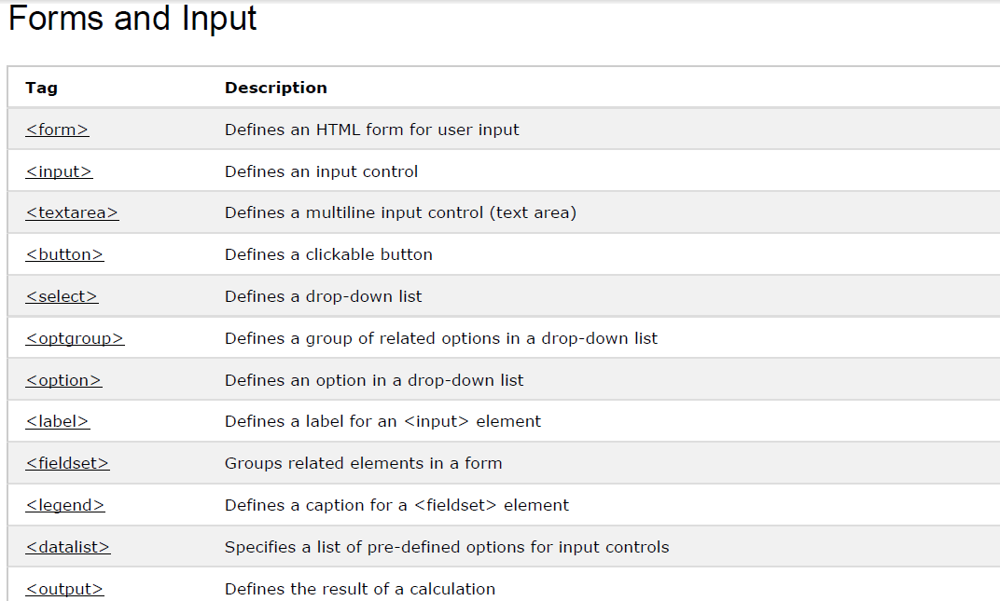 Forms and Input
Tag Description
<form> Defines an HTML form for user input
<input> Defines an input control
<textarea> Defines a multiline input control (text area)
<button> Defines a clickable button
<select> Defines a drop-down list
<optgroup> Defines a group of related options in a drop-down list
<option> Defines an option in a drop-down list
<label> Defines a label for an <input> element
<fieldset> Groups related elements in a form
<legend> Defines a caption for a <fieldset> element
<datalist> Specifies a list of pre-defined options for input controls
<output> Defines the result of a calculation